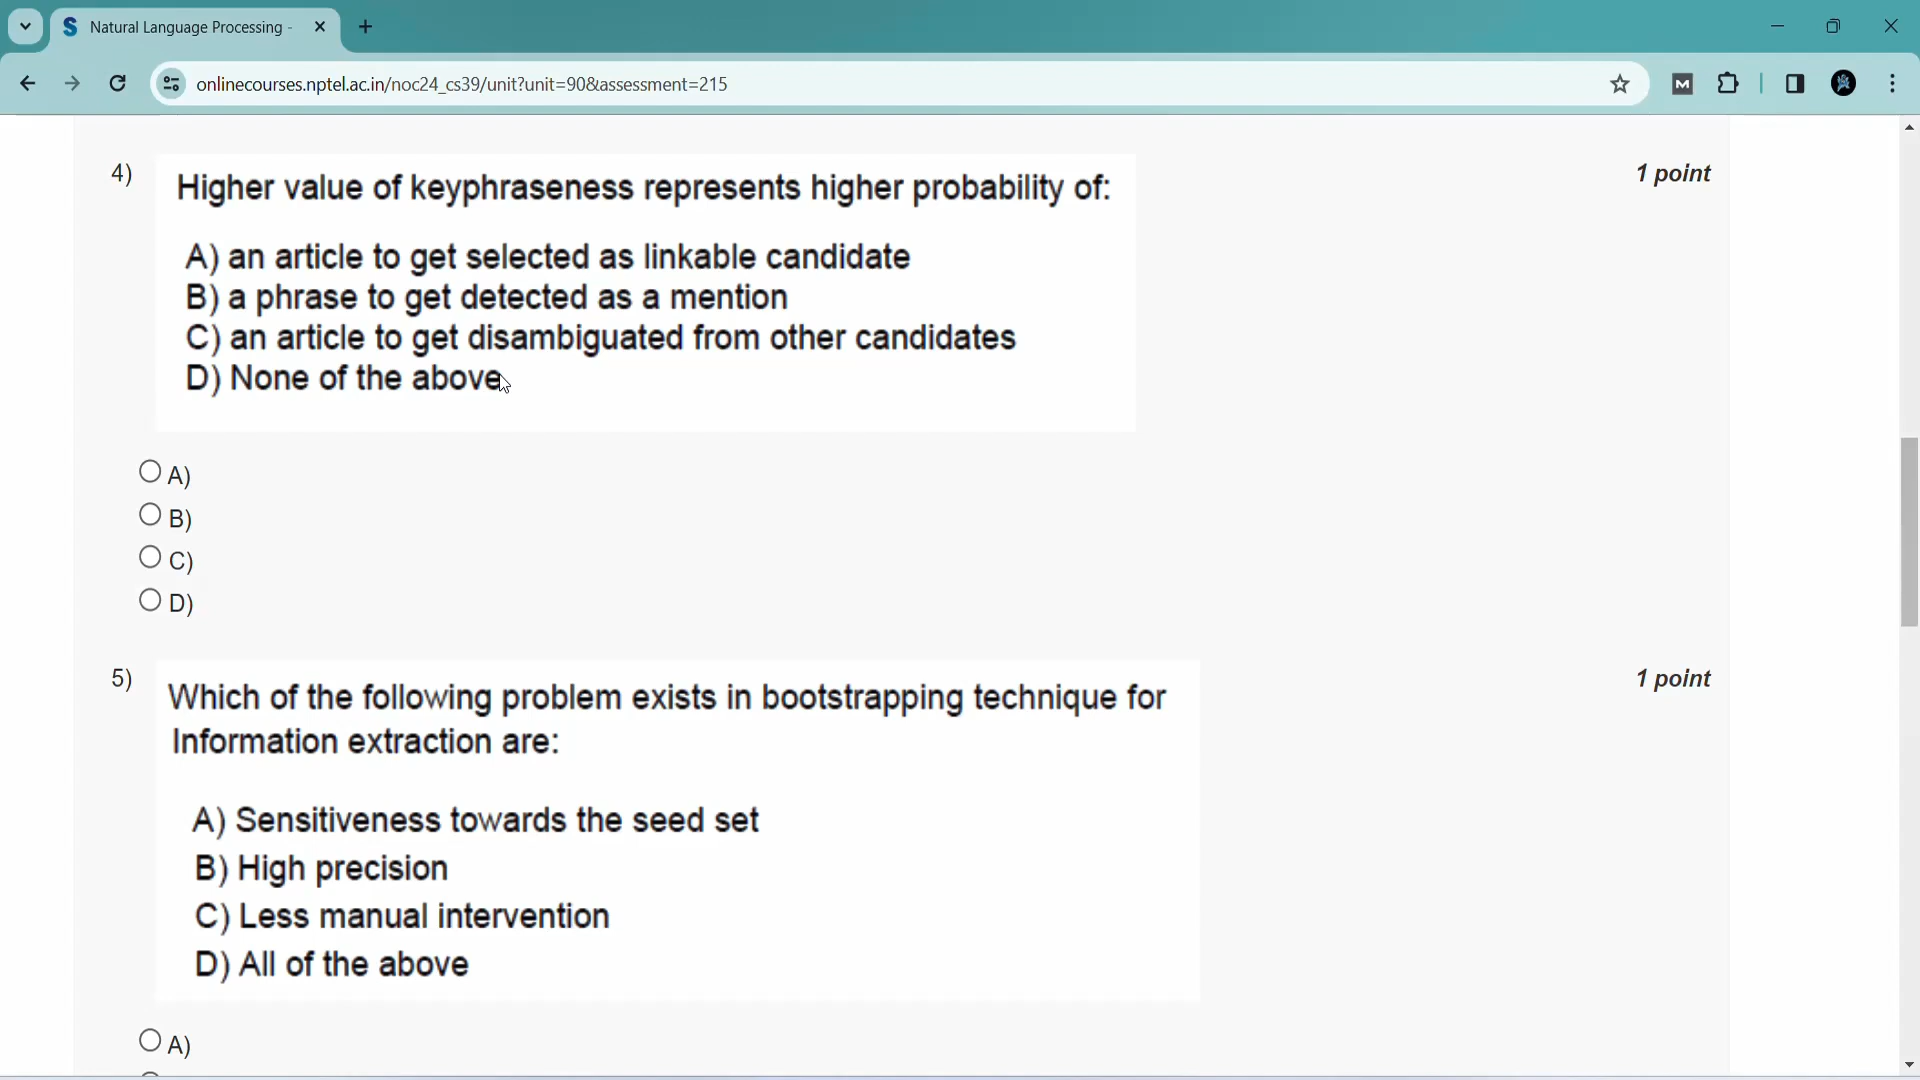 Natural Language Processing -
onlinecourses.nptel.ac.in/noc24_cs39/unit?unit=90&assessment=215
4)
Higher value of keyphraseness represents higher probability of:
1 point
A) an article to get selected as linkable candidate
B) a phrase to get detected as a mention
C) an article to get disambiguated from other candidates
D) None of the above
A)
B)
C)
D)
5)
Which of the following problem exists in bootstrapping technique for
1 point
Information extraction are:
A) Sensitiveness towards the seed set
B) High precision
C) Less manual intervention
D) All of the above
A)